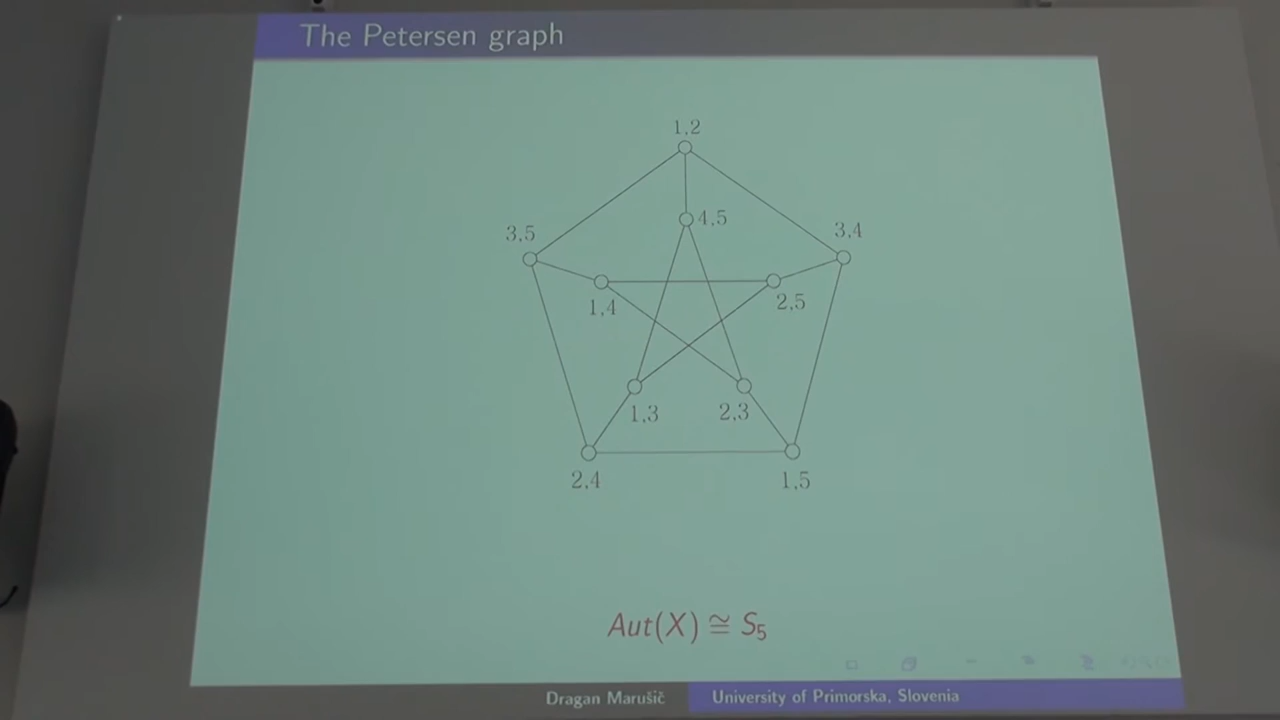 The Petersen graph
1,2
4,5
3,5
3,4
1,4
2,5
1,3
2,3
2,4
1,5
Aut(X) ≅ S₅
Dragan Marušič
University of Primorska, Slovenia